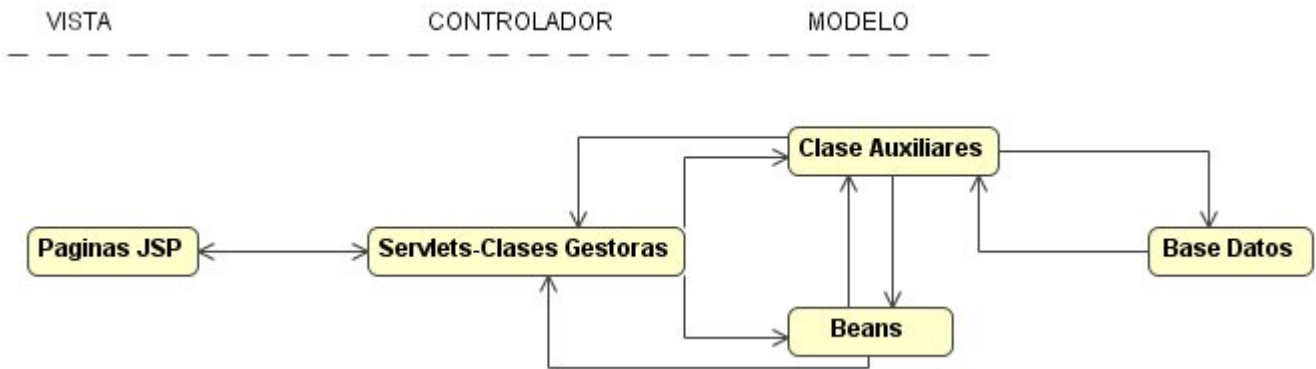 VISTA
CONTROLADOR
MODELO
Clase Auxiliares
Paginas JSP
Servlets-Clases Gestoras
Base Datos
Beans